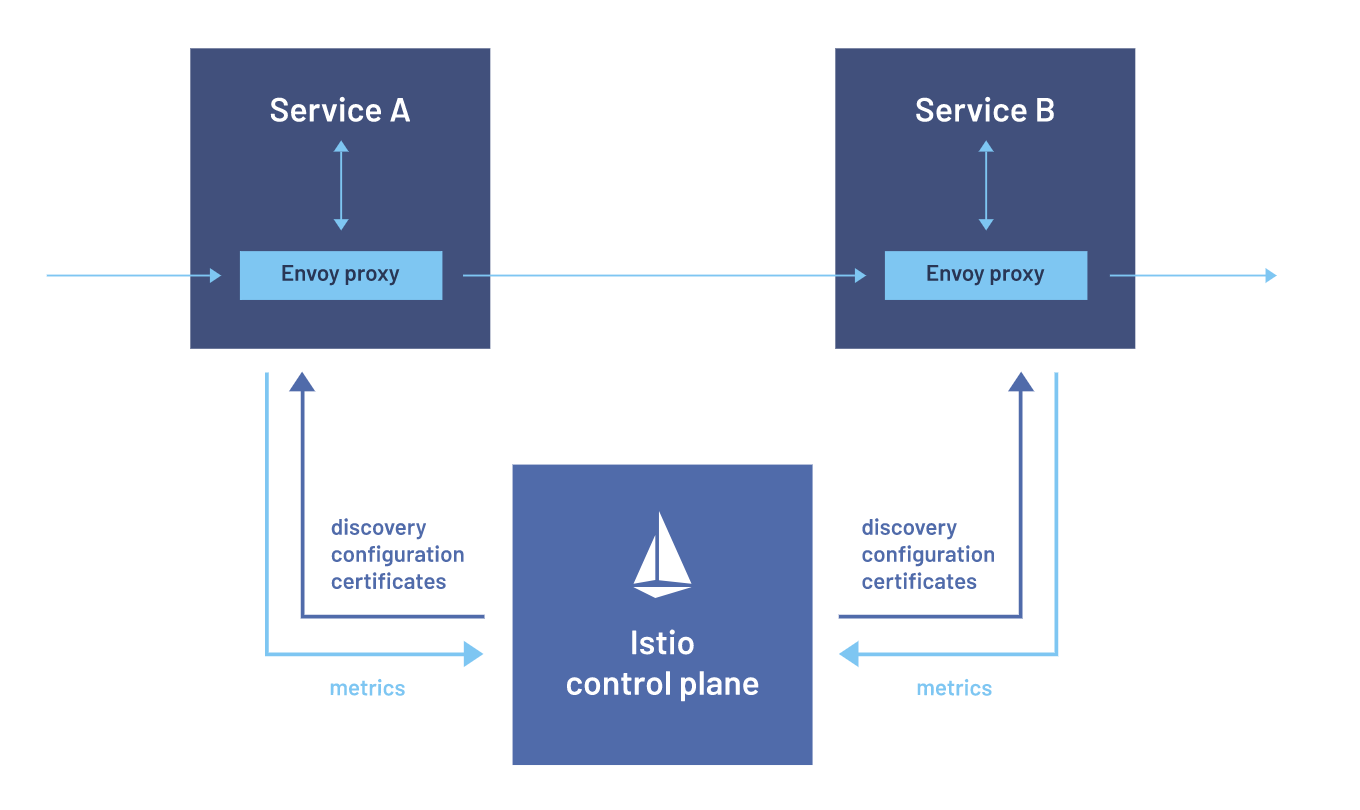 Service A
Envoy proxy
Service B
Envoy proxy
discovery
configuration
certificates
metrics
Istio
control plane
discovery
configuration
certificates
metrics